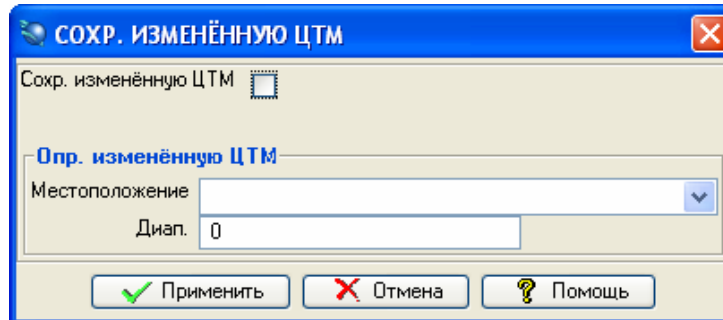 СОХР. ИЗМЕНЁННУЮ ЦТМ
Сохр. изменённую ЦТМ
Опр. изменённую ЦТМ
Местоположение
Диап. 0
Применить Отмена Помощь